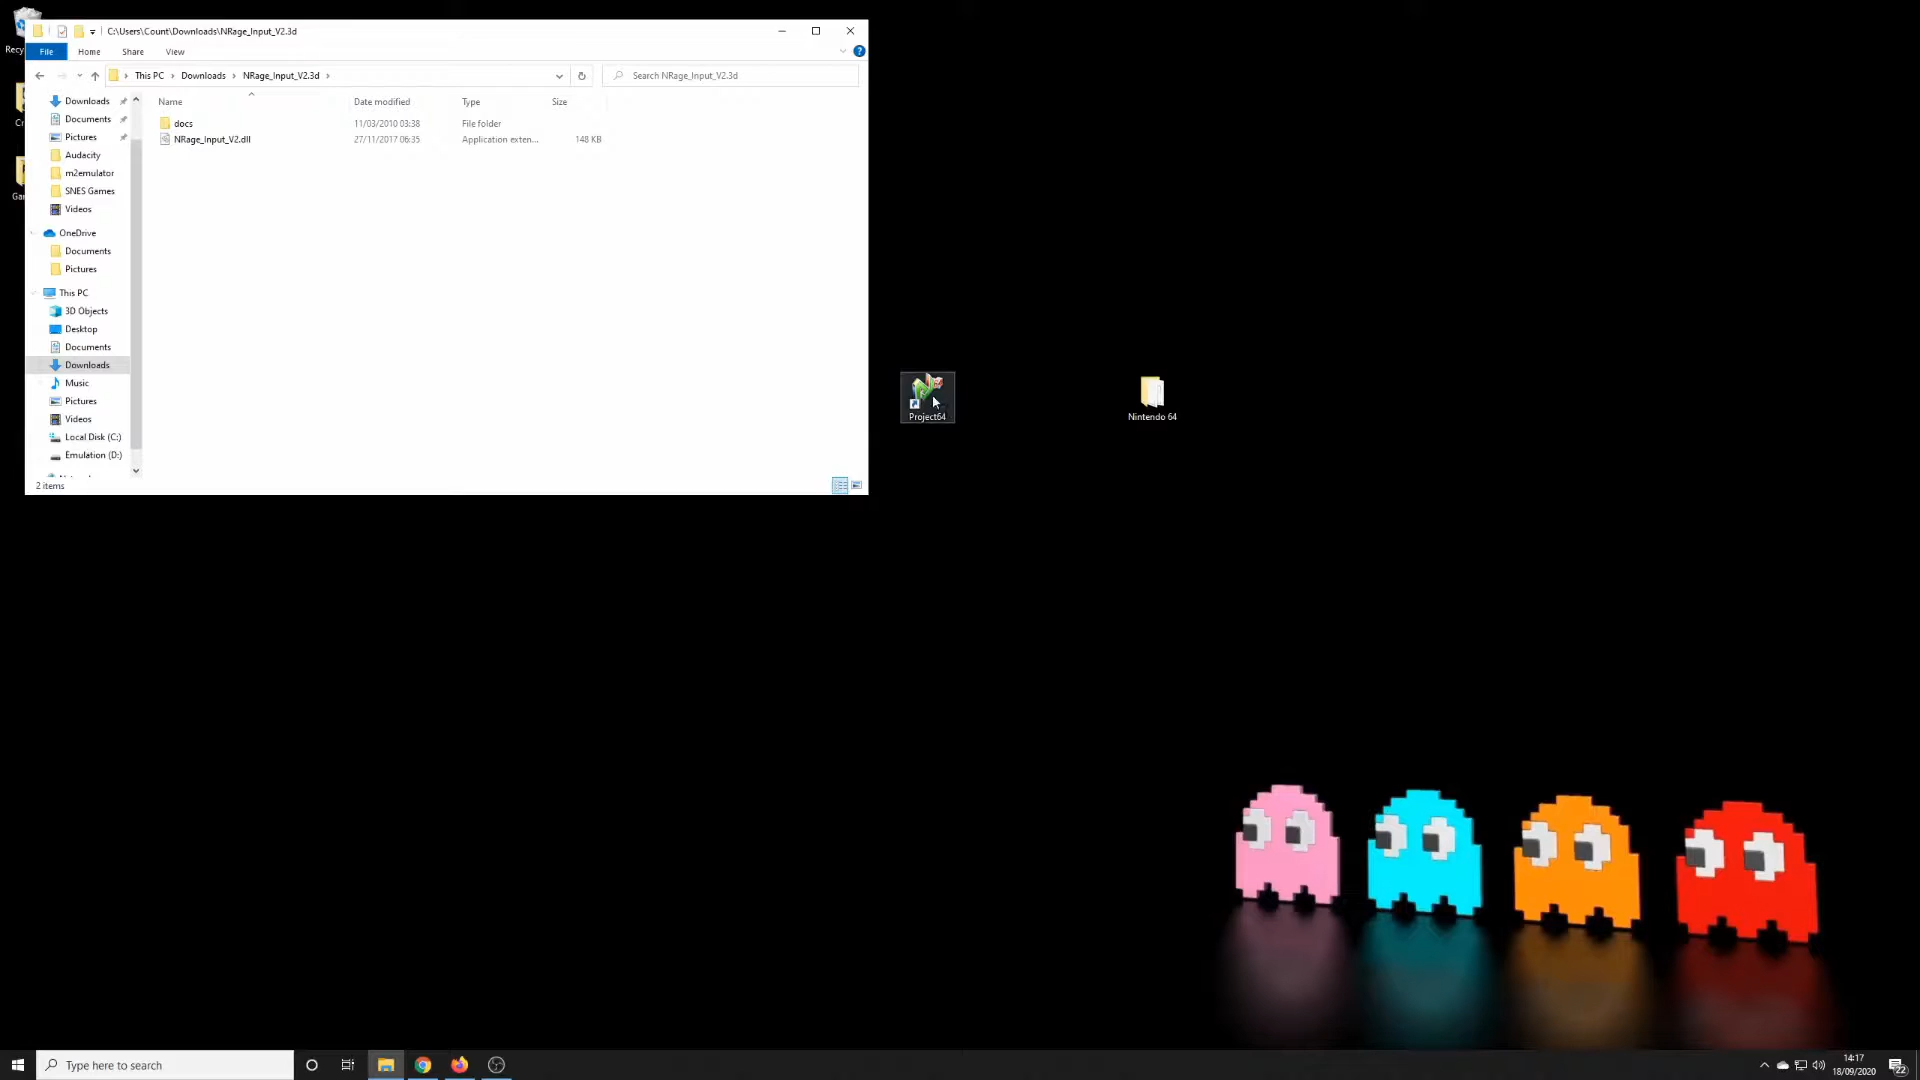 C:\Users\Count\Downloads\NRage_Input_V2.3d
File Home Share View
This PC Downloads NRage_Input_V2.3d
Search NRage_Input_V2.3d
Name Date modified Type Size
docs 11/03/2010 03:38 File folder
NRage_Input_V2.dll 27/11/2017 06:35 Application exten... 148 KB
Downloads
Documents
Pictures
Audacity
m2emulator
SNES Games
Videos
OneDrive
Documents
Pictures
This PC
3D Objects
Desktop
Documents
Downloads
Music
Pictures
Videos
Local Disk (C:)
Emulation (D:)
2 items
Recy
Cr
Gar
Project64
Nintendo 64
Type here to search
14:17
18/09/2020
22